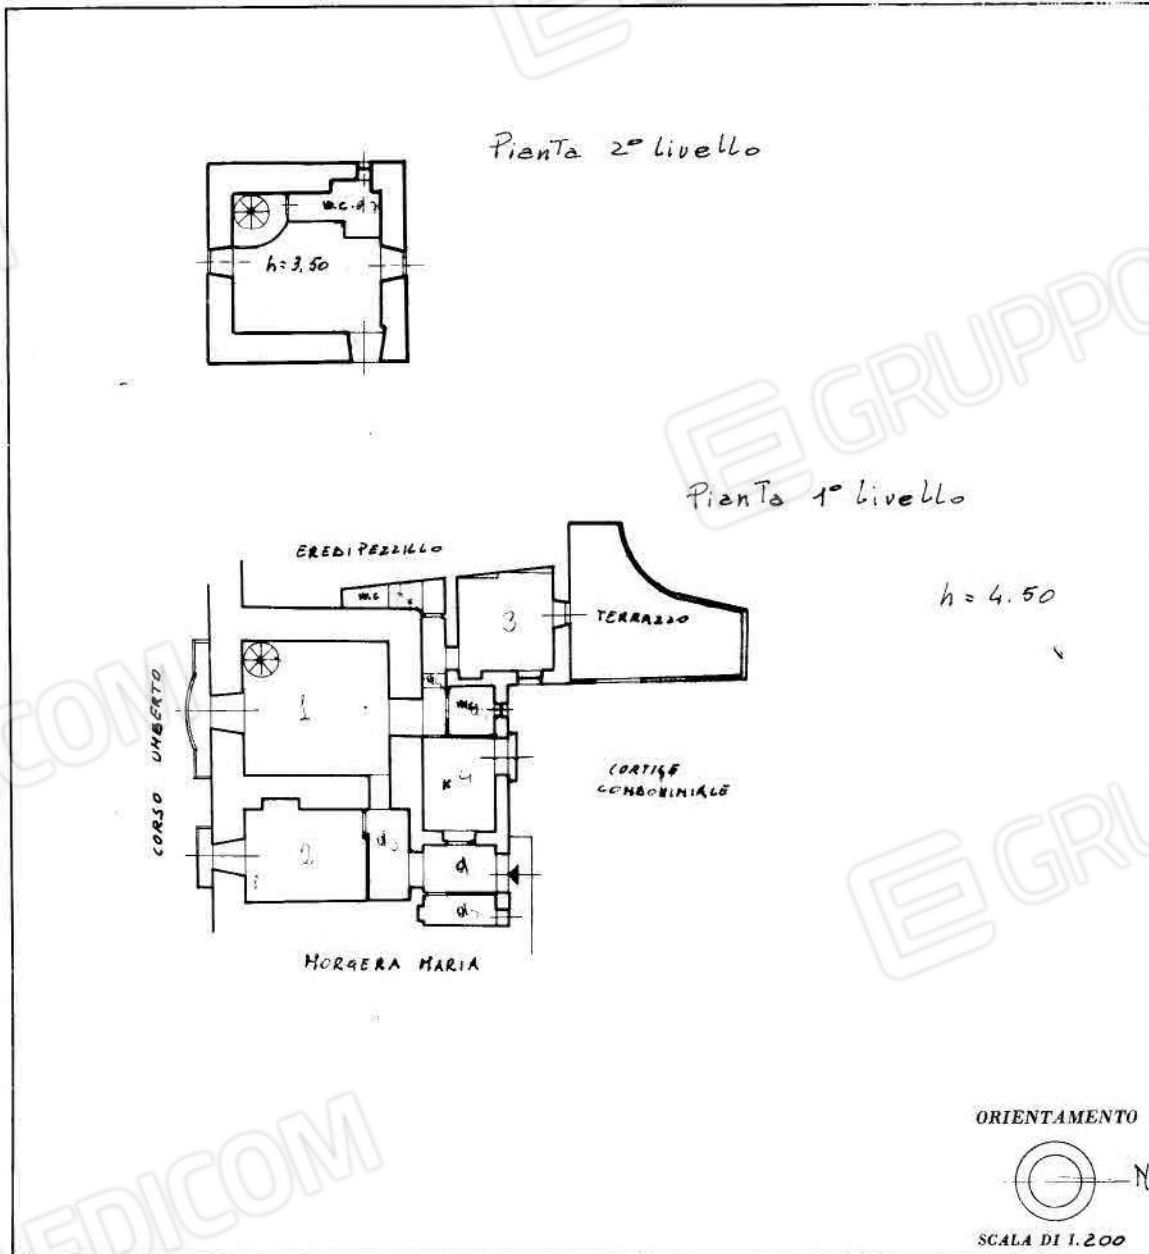 Pianta 2° livello
w.c.
h=3.50
Pianta 1° livello
EREDI PEZZILLO
h = 4.50
w.c
3
TERRAZZO
CORSO UMBERTO
1
CORTILE
CONDOMINIALE
K
2
d
d
d
MORGERA MARIA
ORIENTAMENTO
N
SCALA DI 1.200
GRUPPO
EDICOM